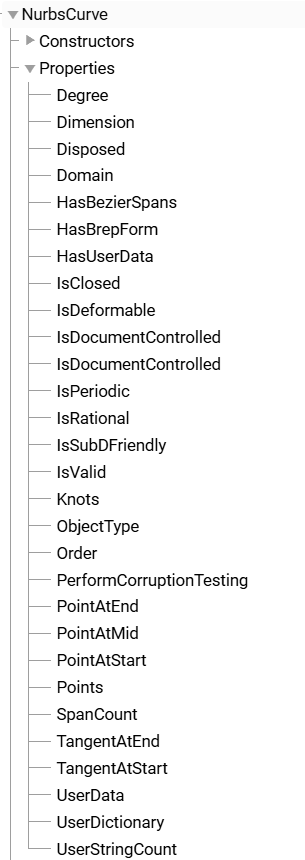 NurbsCurve
Constructors
Properties
Degree
Dimension
Disposed
Domain
HasBezierSpans
HasBrepForm
HasUserData
IsClosed
IsDeformable
IsDocumentControlled
IsDocumentControlled
IsPeriodic
IsRational
IsSubDFriendly
IsValid
Knots
ObjectType
Order
PerformCorruptionTesting
PointAtEnd
PointAtMid
PointAtStart
Points
SpanCount
TangentAtEnd
TangentAtStart
UserData
UserDictionary
UserStringCount